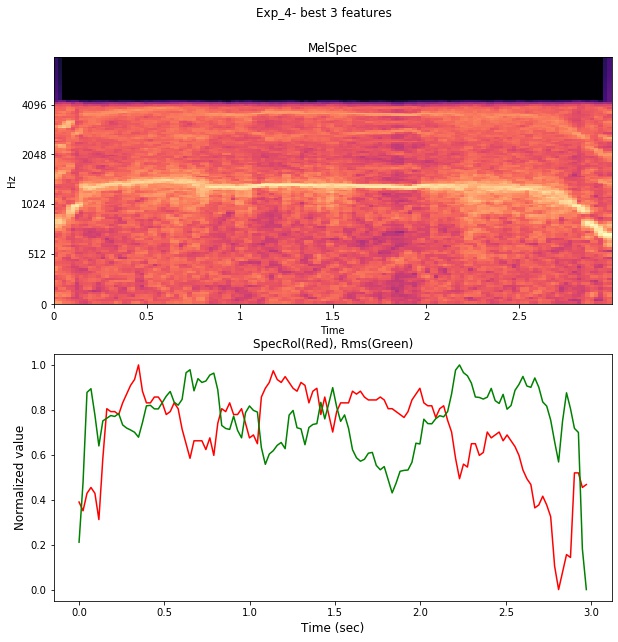 Exp_4- best 3 features
MelSpec
4096
2048
1024
512
0
Hz
0 0.5 1 1.5 2 2.5
Time
SpecRol(Red), Rms(Green)
1.0
0.8
0.6
0.4
0.2
0.0
Normalized value
0.0 0.5 1.0 1.5 2.0 2.5 3.0
Time (sec)